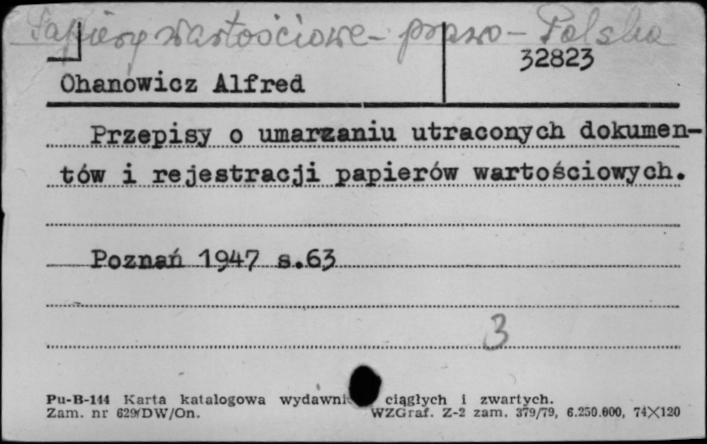 Papiery wartościowe - prawo - Polska
32823
Ohanowicz Alfred
Przepisy o umarzaniu utraconych dokumen-
tów i rejestracji papierów wartościowych.
Poznań 1947 s.63
3
Pu-B-144 Karta katalogowa wydawni ciągłych i zwartych.
Zam. nr 629/DW/On. WZGraf. Z-2 zam. 379/79, 6.250.000, 74×120